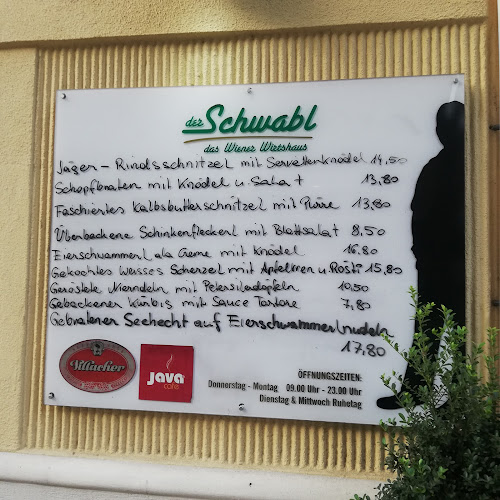 der Schwabl
das Wiener Wirtshaus
Jäger-Rindsschnitzel mit Serviettenknödel 14,50
Schopfbraten mit Knödel u. Salat 13,80
Faschiertes Kalbsbutterschnitzel mit Püree 13,80
Überbackene Schinkenfleckerl mit Blattsalat 8,50
Eierschwammerl ala Creme mit Knödel 16.80
Gekochtes weisses Scherzel mit Apfelkren u Rösti 15,80
Geröstete Nierndeln mit Petersilerdäpfeln 10,50
Gebackener Kürbis mit Sauce Tartare 7,80
Gebratener Seehecht auf Eierschwammerlnudeln
17,80
Villacher
java
café
ÖFFNUNGSZEITEN:
Donnerstag - Montag 09.00 Uhr - 23.00 Uhr
Dienstag & Mittwoch Ruhetag